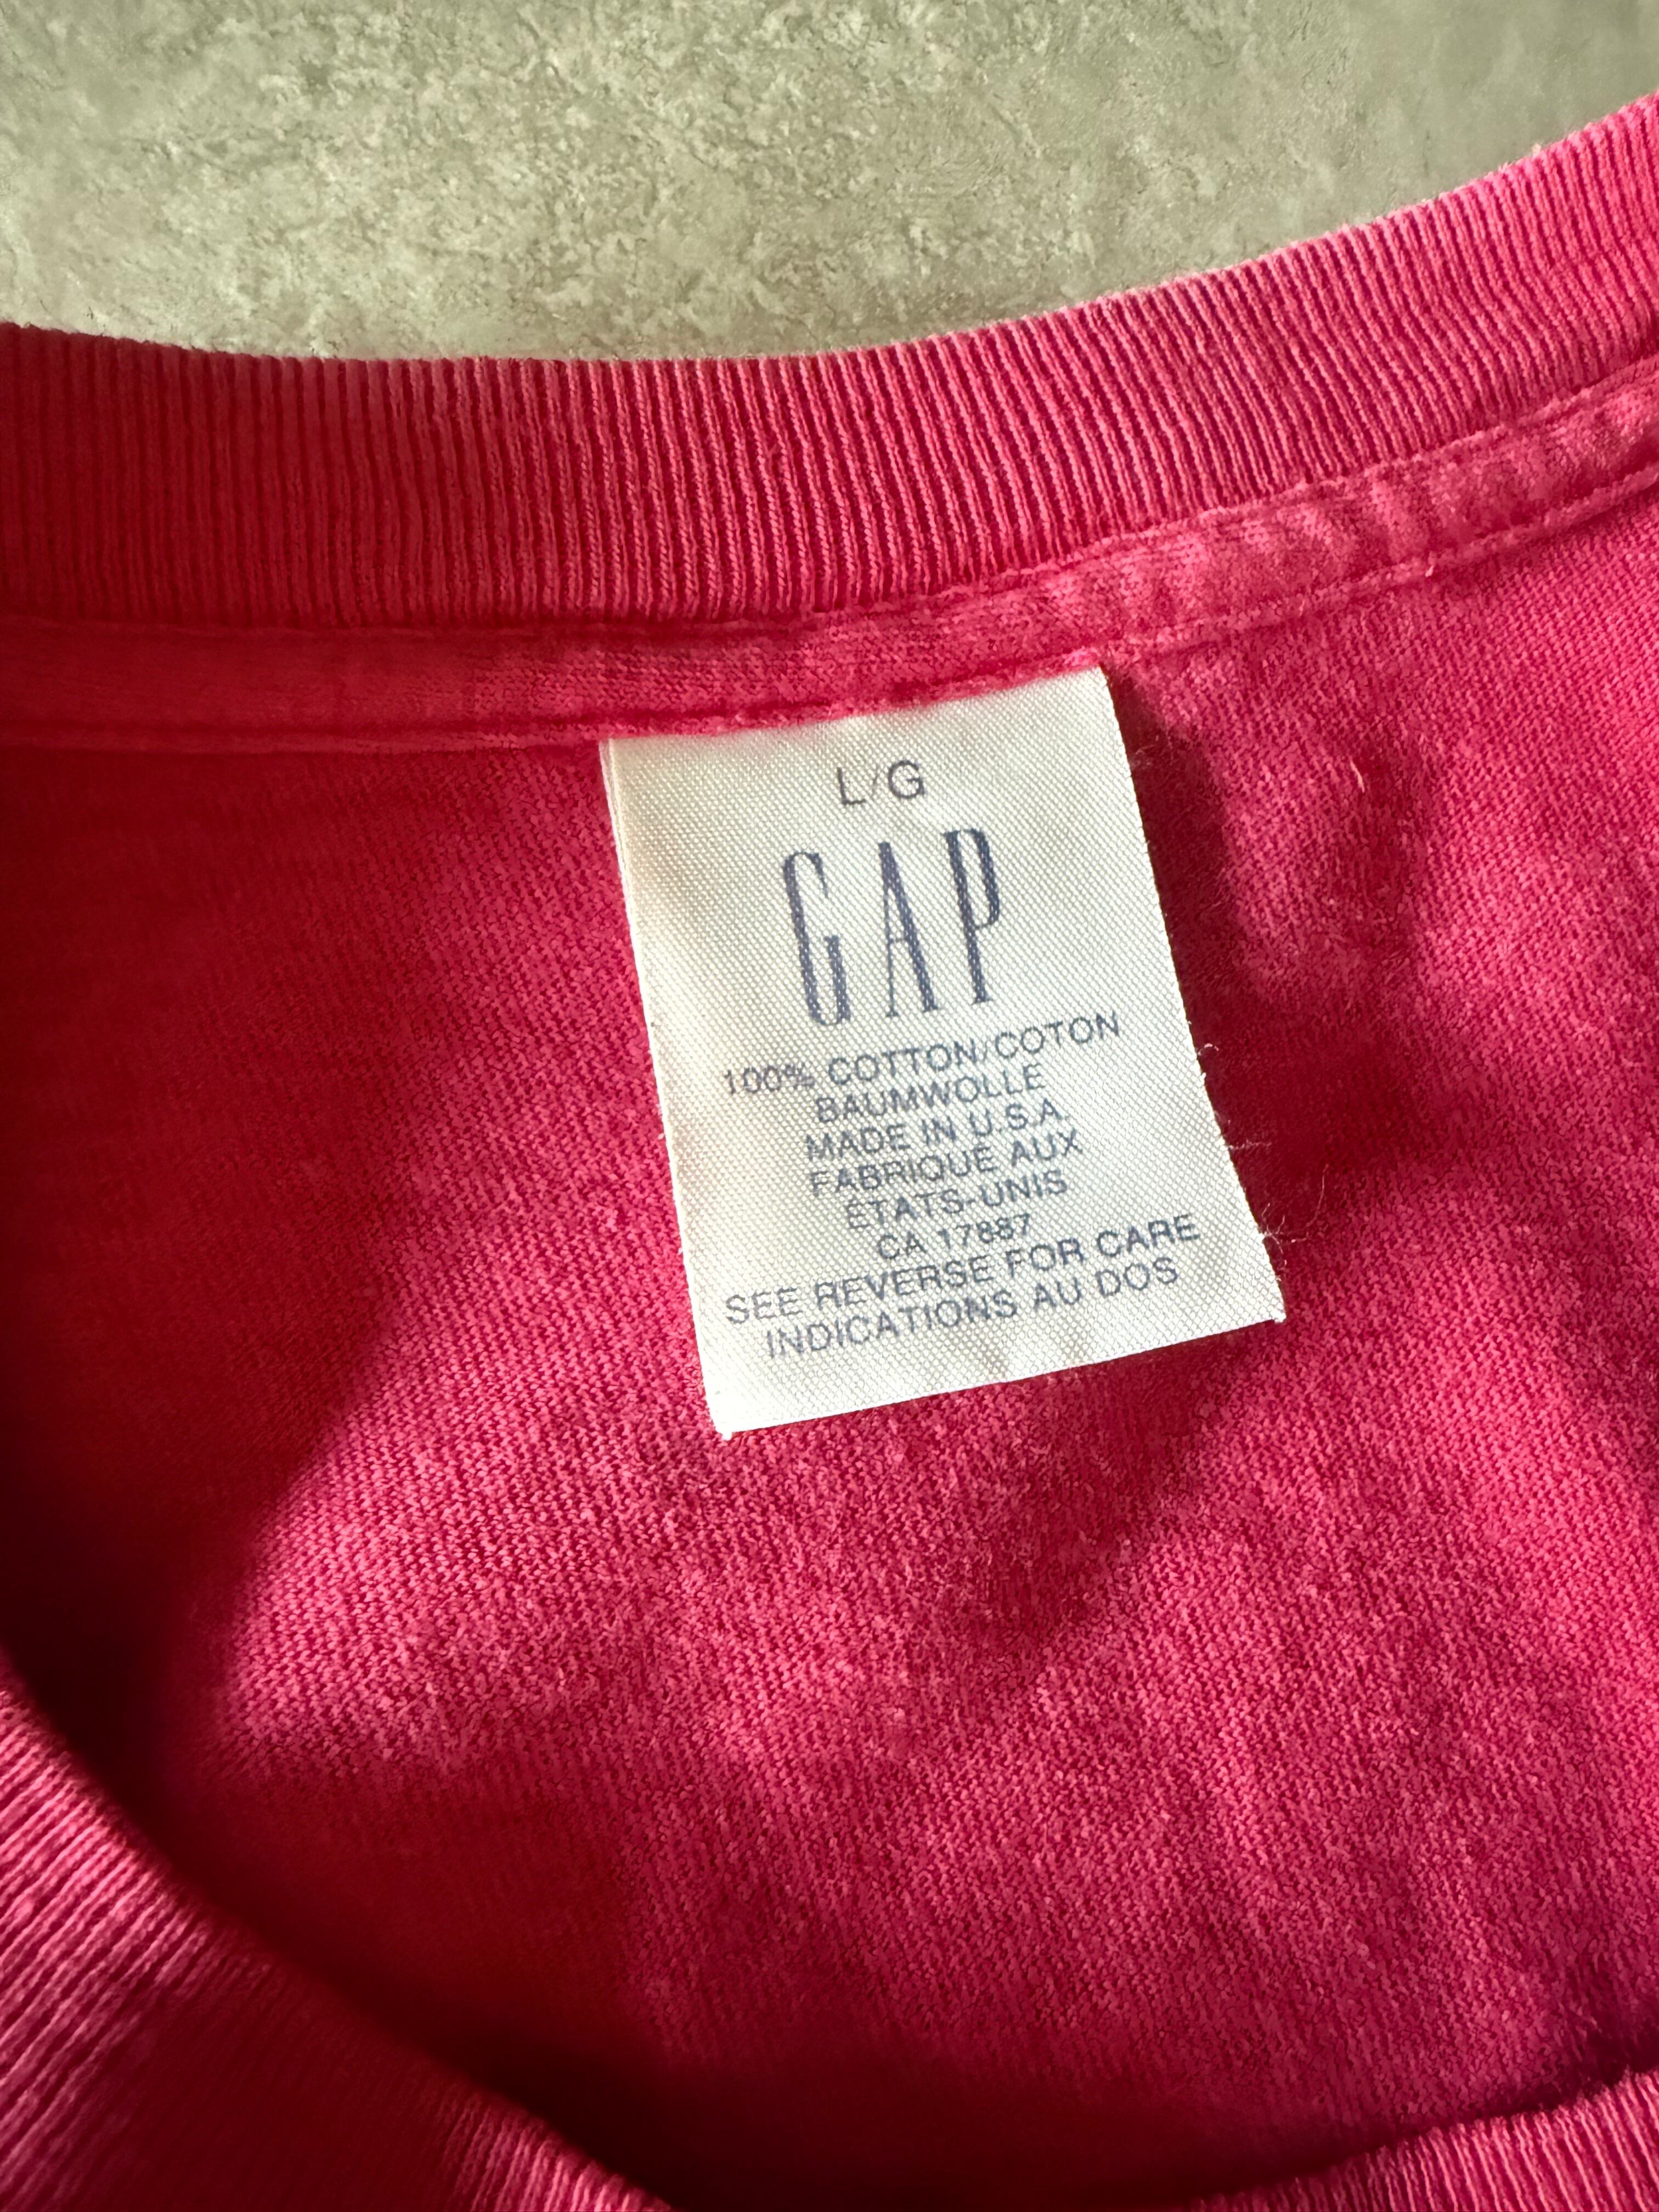 L/G
GAP
100% COTTON/COTON
BAUMWOLLE
MADE IN U.S.A.
FABRIQUÉ AUX
ÉTATS-UNIS
CA 17887
SEE REVERSE FOR CARE
INDICATIONS AU DOS